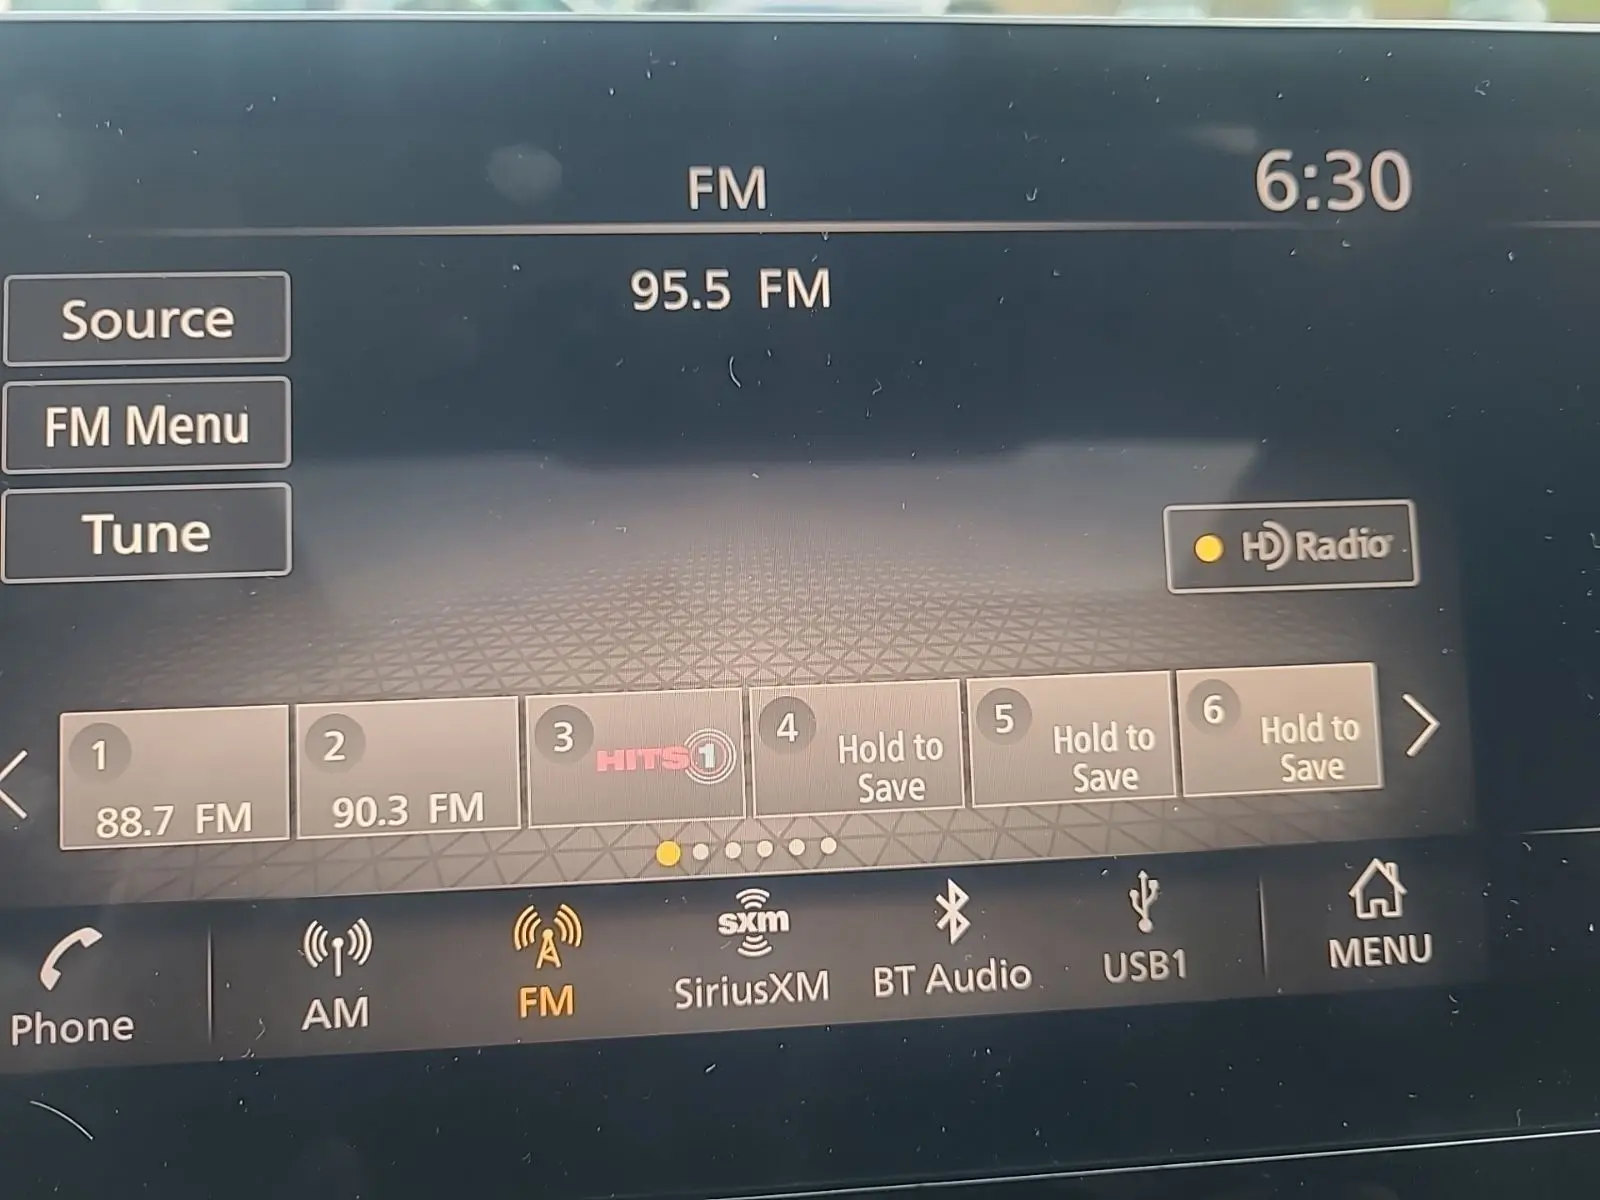 FM
6:30
95.5 FM
Source
FM Menu
Tune
HD Radio
1
88.7 FM
2
90.3 FM
3
HITS 1
4
Hold to
Save
5
Hold to
Save
6
Hold to
Save
Phone
AM
FM
sxm
SiriusXM
BT Audio
USB1
MENU